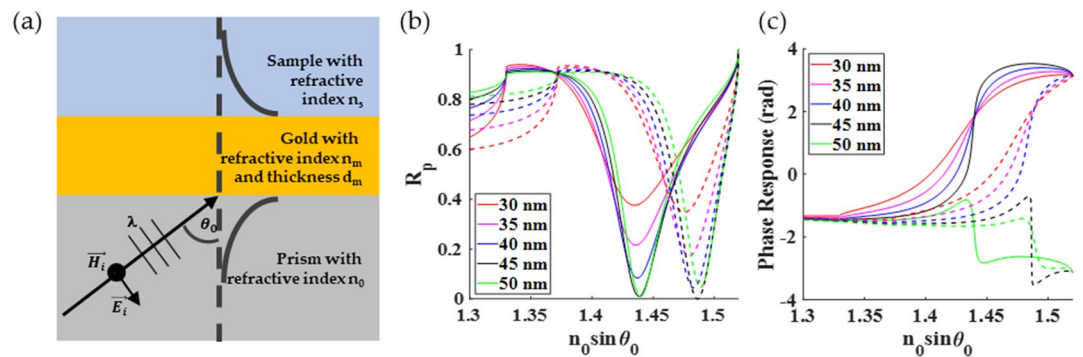 (a)
Sample with
refractive
index nₛ
Gold with
refractive index nₘ
and thickness dₘ
λ
θ₀
H⃗ᵢ
E⃗ᵢ
Prism with
refractive index n₀
(b)
Rₚ
1
0.8
0.6
0.4
0.2
0
30 nm
35 nm
40 nm
45 nm
50 nm
1.3
1.35
1.4
1.45
1.5
n₀sinθ₀
(c)
Phase Response (rad)
4
2
0
-2
-4
30 nm
35 nm
40 nm
45 nm
50 nm
1.3
1.35
1.4
1.45
1.5
n₀sinθ₀